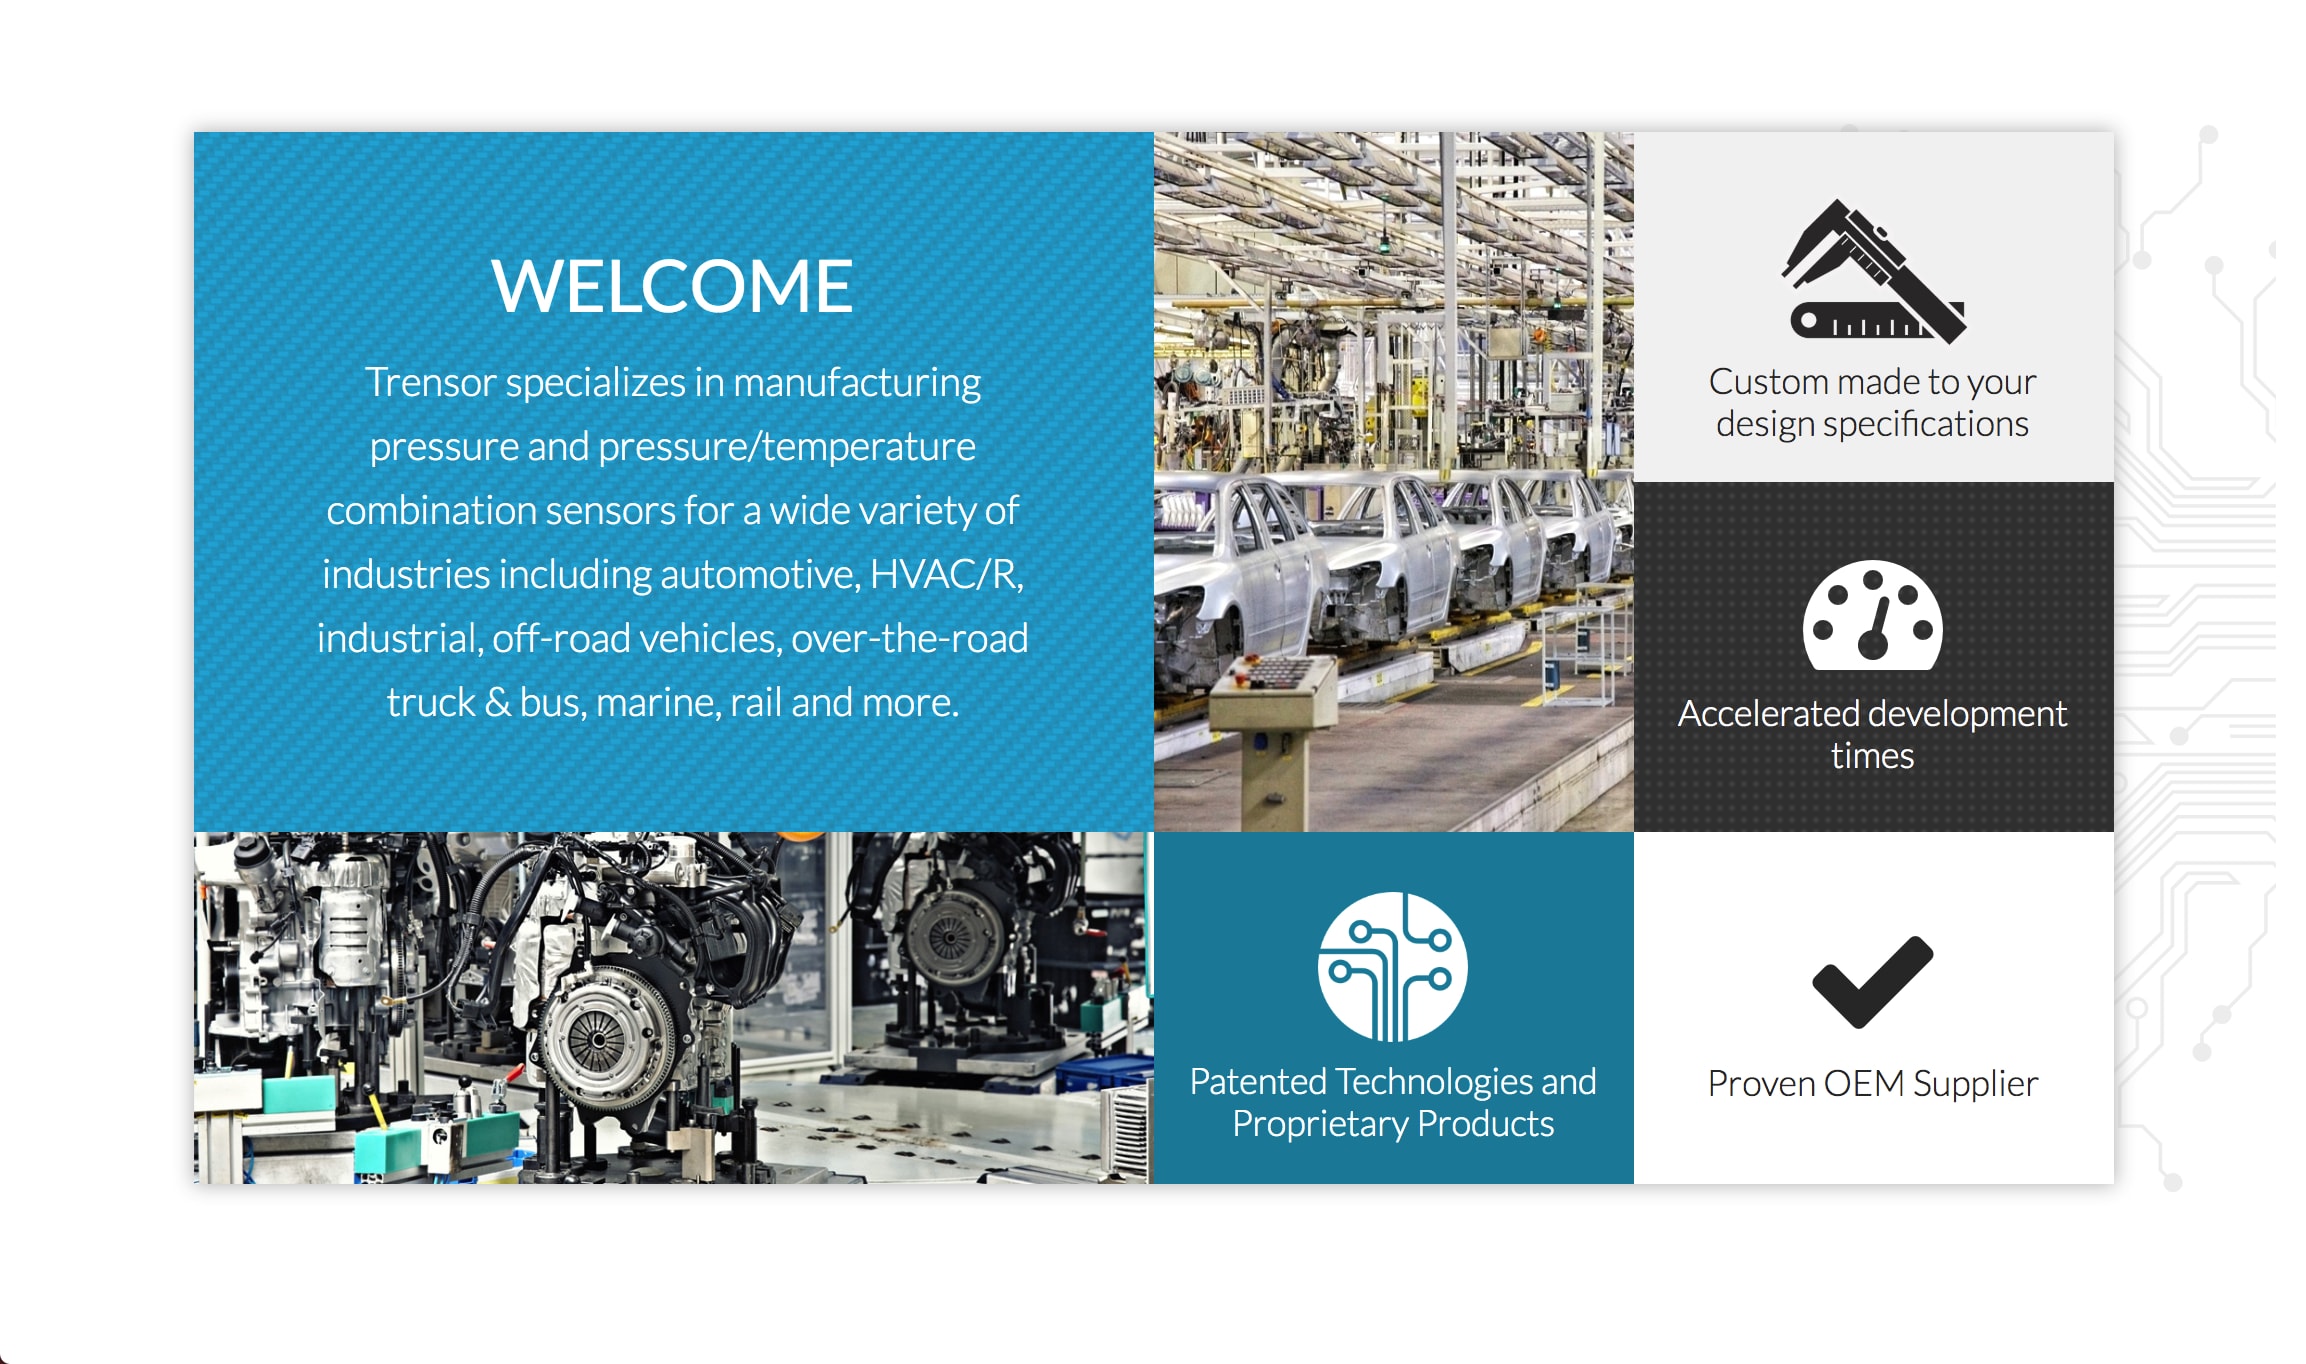 WELCOME
Trensor specializes in manufacturing
pressure and pressure/temperature
combination sensors for a wide variety of
industries including automotive, HVAC/R,
industrial, off-road vehicles, over-the-road
truck & bus, marine, rail and more.
Custom made to your
design specifications
Accelerated development
times
Patented Technologies and
Proprietary Products
Proven OEM Supplier